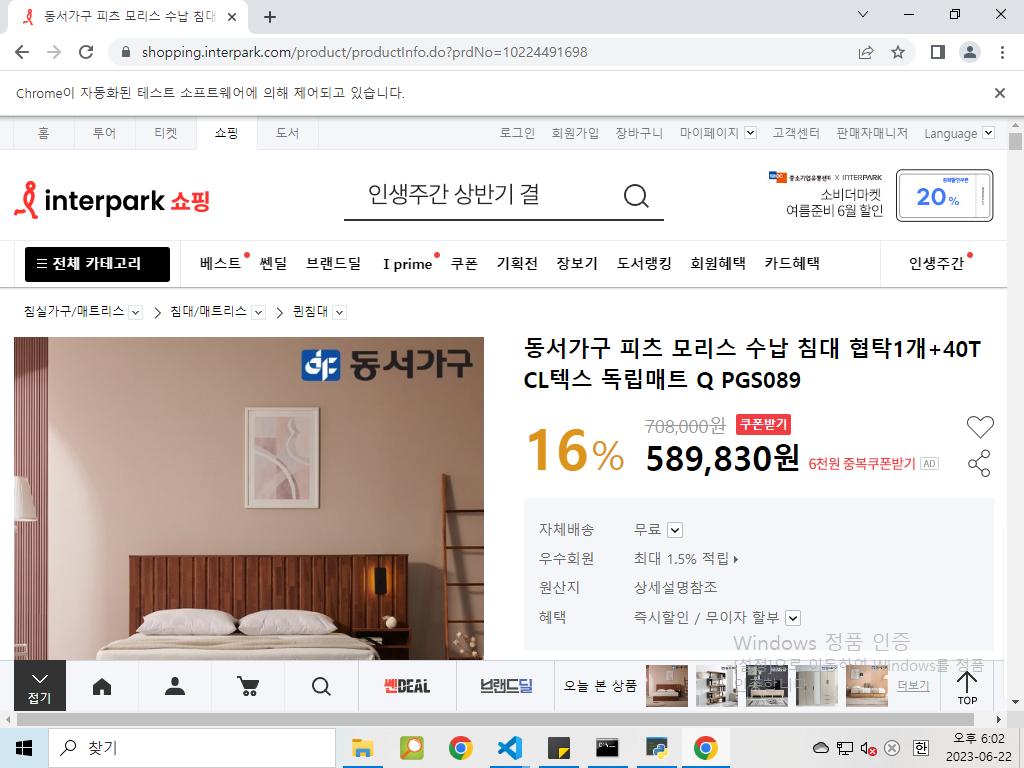 동서가구 피츠 모리스 수납 침대
shopping.interpark.com/product/productInfo.do?prdNo=10224491698
Chrome이 자동화된 테스트 소프트웨어에 의해 제어되고 있습니다.
홈 투어 티켓 쇼핑 도서 로그인 회원가입 장바구니 마이페이지 고객센터 판매자매니저 Language
interpark 쇼핑
인생주간 상반기 결
중소기업유통센터 X INTERPARK
소비더마켓
여름준비 6월 할인
20%
전체 카테고리 베스트 쎈딜 브랜드딜 I prime 쿠폰 기획전 장보기 도서랭킹 회원혜택 카드혜택 인생주간
침실가구/매트리스 침대/매트리스 퀸침대
동서가구
동서가구 피츠 모리스 수납 침대 협탁1개+40T
CL텍스 독립매트 Q PGS089
16%
708,000원 쿠폰받기
589,830원 6천원 중복쿠폰받기 AD
자체배송 무료
우수회원 최대 1.5% 적립
원산지 상세설명참조
혜택 즉시할인 / 무이자 할부
Windows 정품 인증
[설정]으로 이동하여 Windows를 정품
접기 쎈DEAL 브랜드딜 오늘 본 상품 더보기 TOP
찾기
한
오후 6:02
2023-06-22